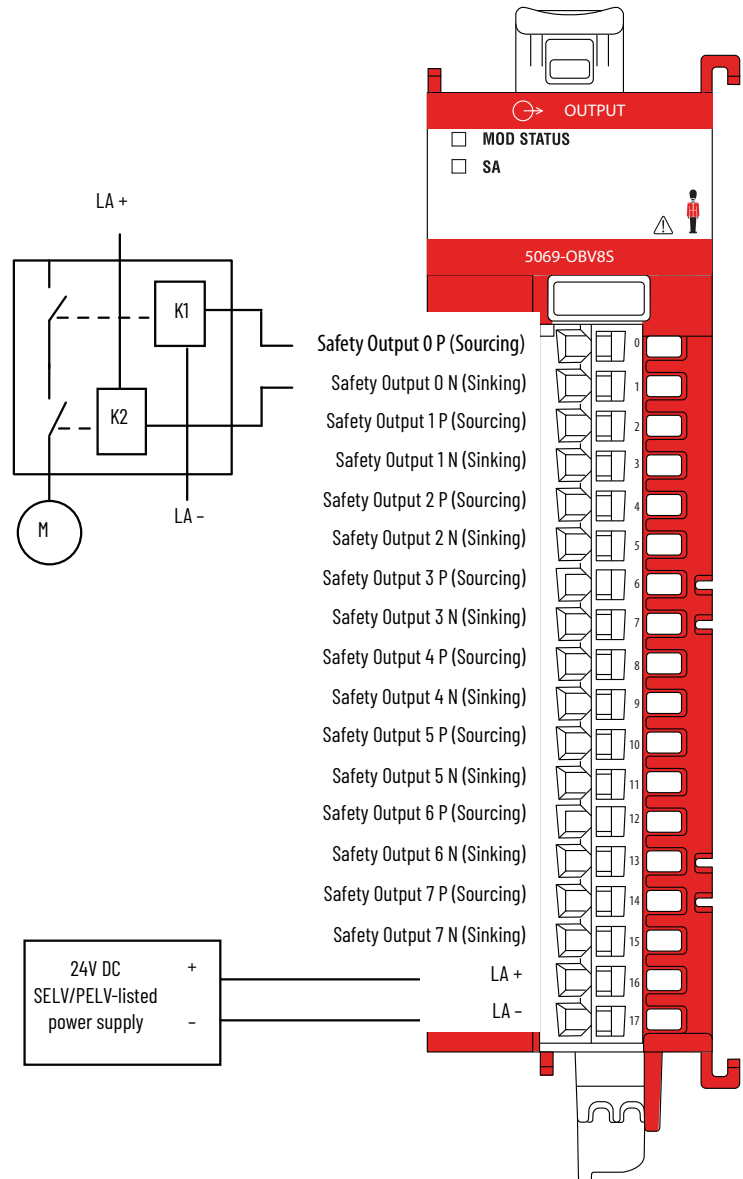 OUTPUT
MOD STATUS
SA
5069-OBV8S
LA +
K1
K2
LA –
M
Safety Output 0 P (Sourcing) 0
Safety Output 0 N (Sinking) 1
Safety Output 1 P (Sourcing) 2
Safety Output 1 N (Sinking) 3
Safety Output 2 P (Sourcing) 4
Safety Output 2 N (Sinking) 5
Safety Output 3 P (Sourcing) 6
Safety Output 3 N (Sinking) 7
Safety Output 4 P (Sourcing) 8
Safety Output 4 N (Sinking) 9
Safety Output 5 P (Sourcing) 10
Safety Output 5 N (Sinking) 11
Safety Output 6 P (Sourcing) 12
Safety Output 6 N (Sinking) 13
Safety Output 7 P (Sourcing) 14
Safety Output 7 N (Sinking) 15
LA + 16
LA – 17
24V DC +
SELV/PELV-listed
power supply –